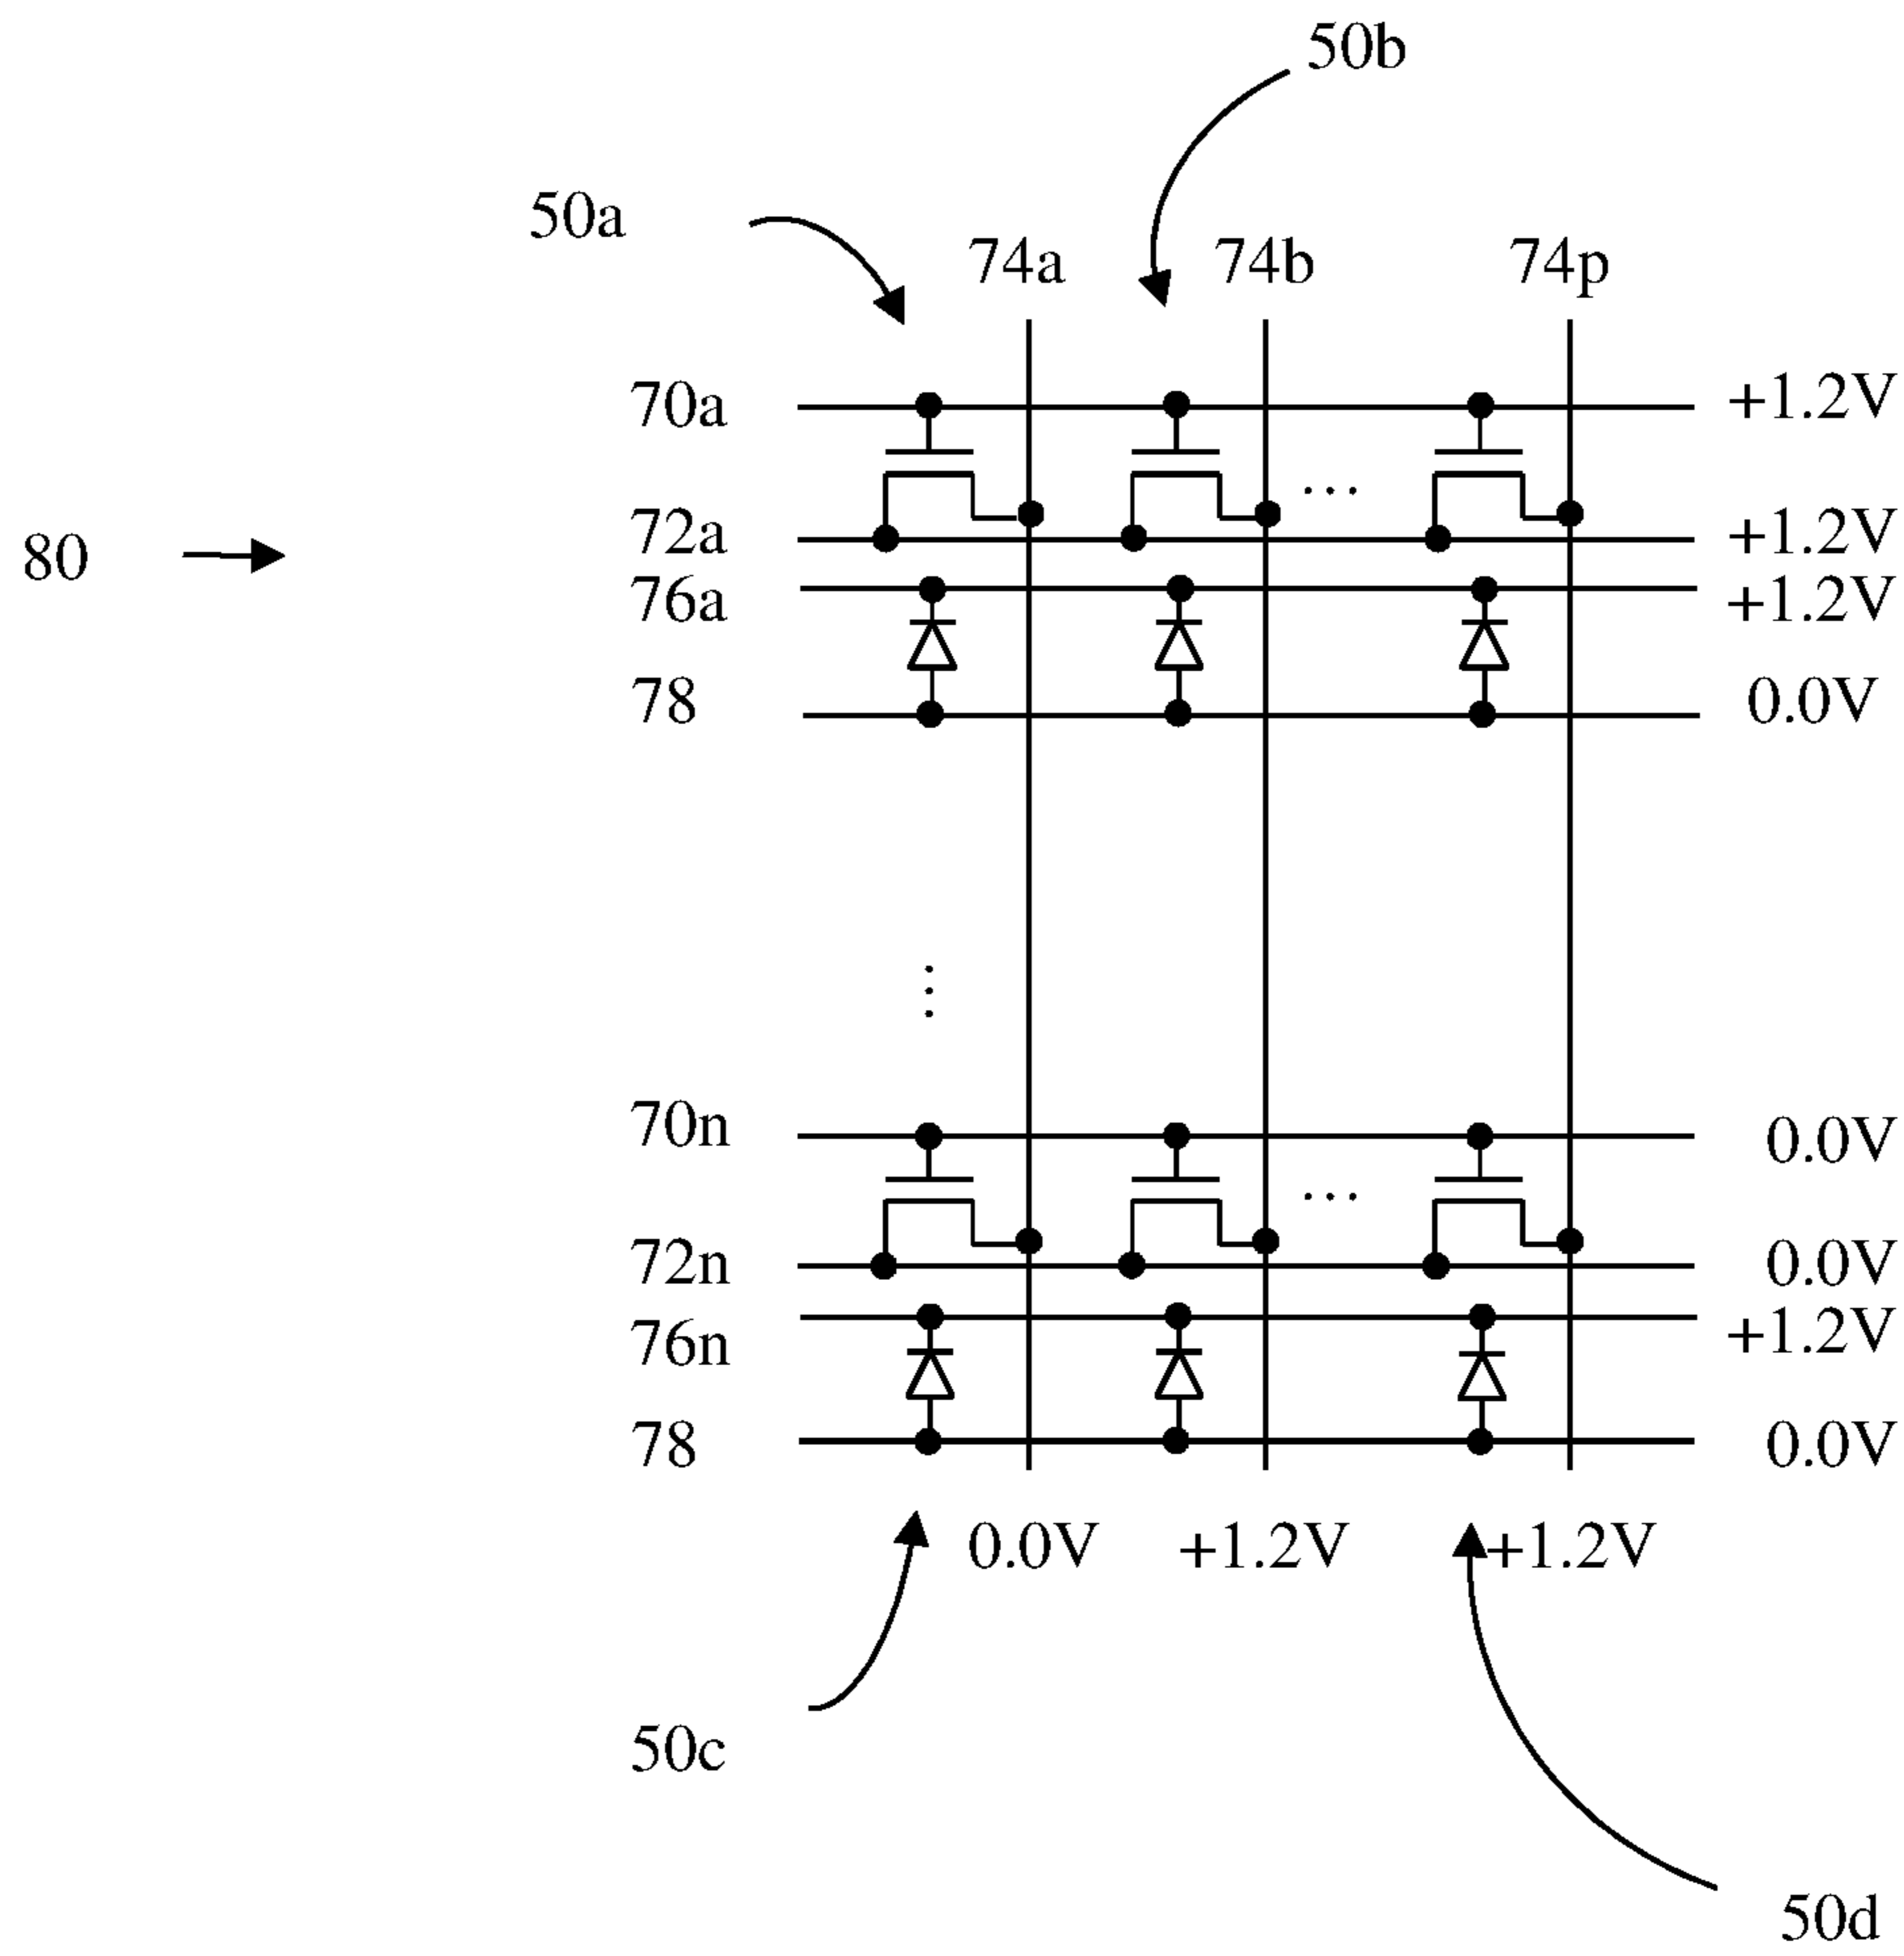 50b
50a
74a 74b 74p
70a +1.2V
...
72a +1.2V
80
76a +1.2V
78 0.0V
⋮
70n 0.0V
...
72n 0.0V
76n +1.2V
78 0.0V
0.0V +1.2V +1.2V
50c
50d